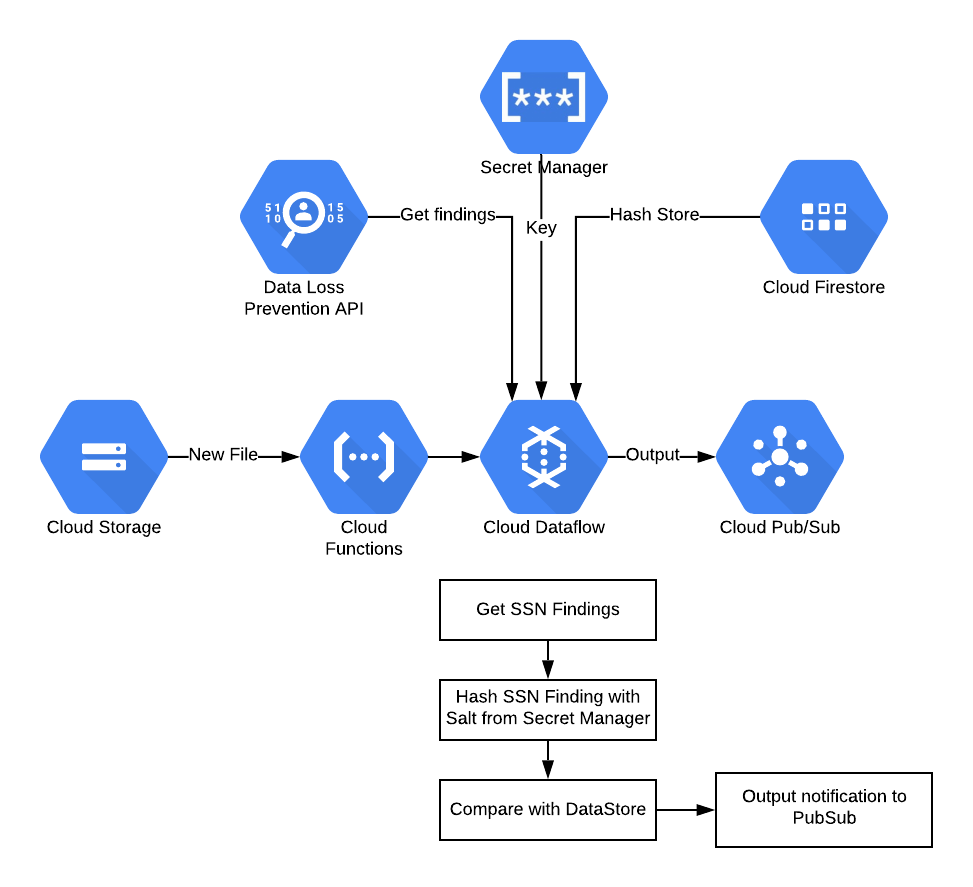 [***]
Secret Manager
51
10
15
05
Get findings
Key
Hash Store
Data Loss
Prevention API
Cloud Firestore
New File
Output
Cloud Storage
Cloud
Functions
Cloud Dataflow
Cloud Pub/Sub
Get SSN Findings
Hash SSN Finding with
Salt from Secret Manager
Compare with DataStore
Output notification to
PubSub